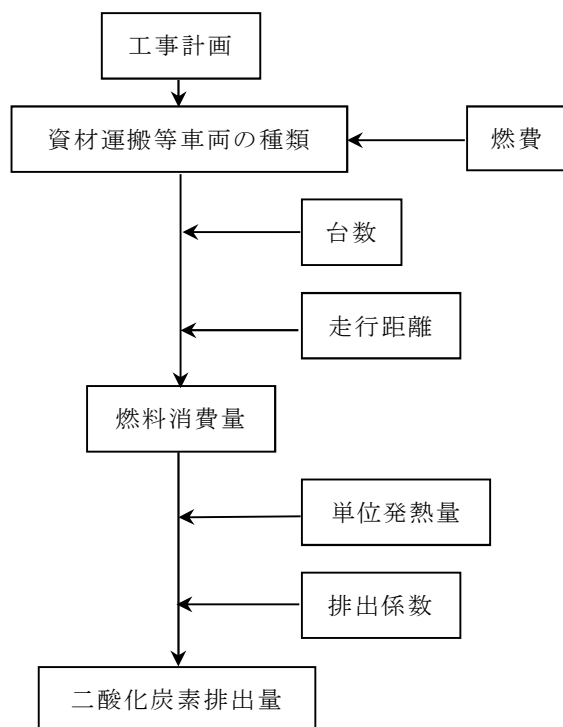 工事計画
資材運搬等車両の種類
燃費
台数
走行距離
燃料消費量
単位発熱量
排出係数
二酸化炭素排出量